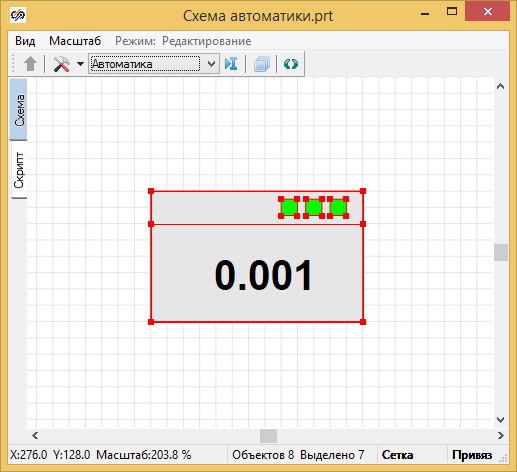 Схема автоматики.prt
Вид Масштаб Режим: Редактирование
Автоматика
Схема
Скрипт
0.001
X:276.0 Y:128.0 Масштаб:203.8 % Объектов 8 Выделено 7 Сетка Привяз